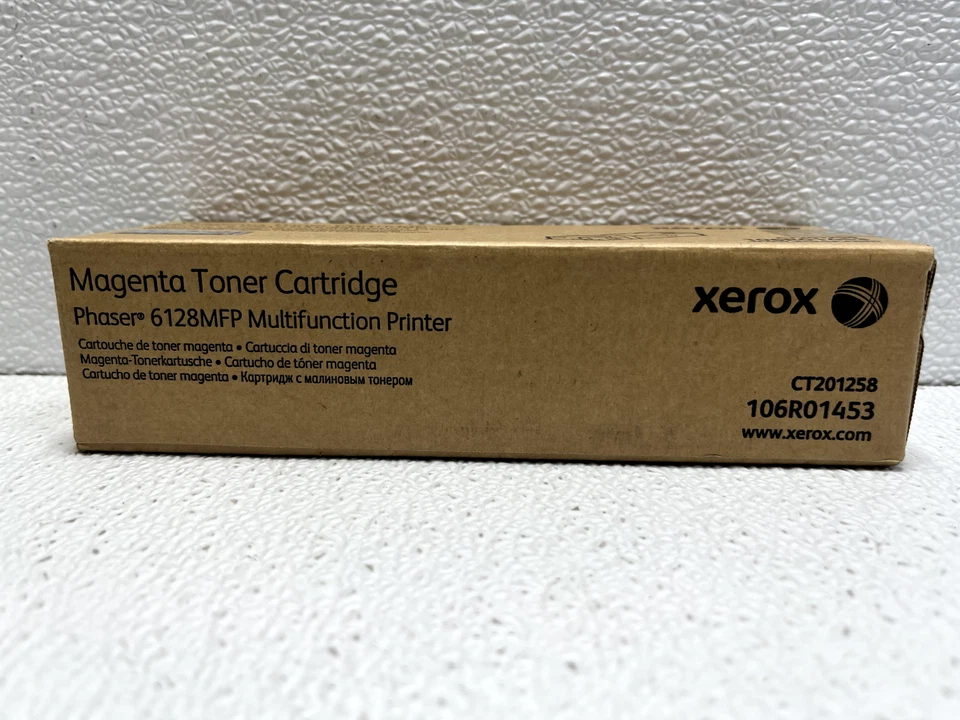 Magenta Toner Cartridge
Phaser® 6128MFP Multifunction Printer
Cartouche de toner magenta • Cartuccia di toner magenta
Magenta-Tonerkartusche • Cartucho de tóner magenta
Cartucho de toner magenta • Картридж с малиновым тонером
xerox
CT201258
106R01453
www.xerox.com